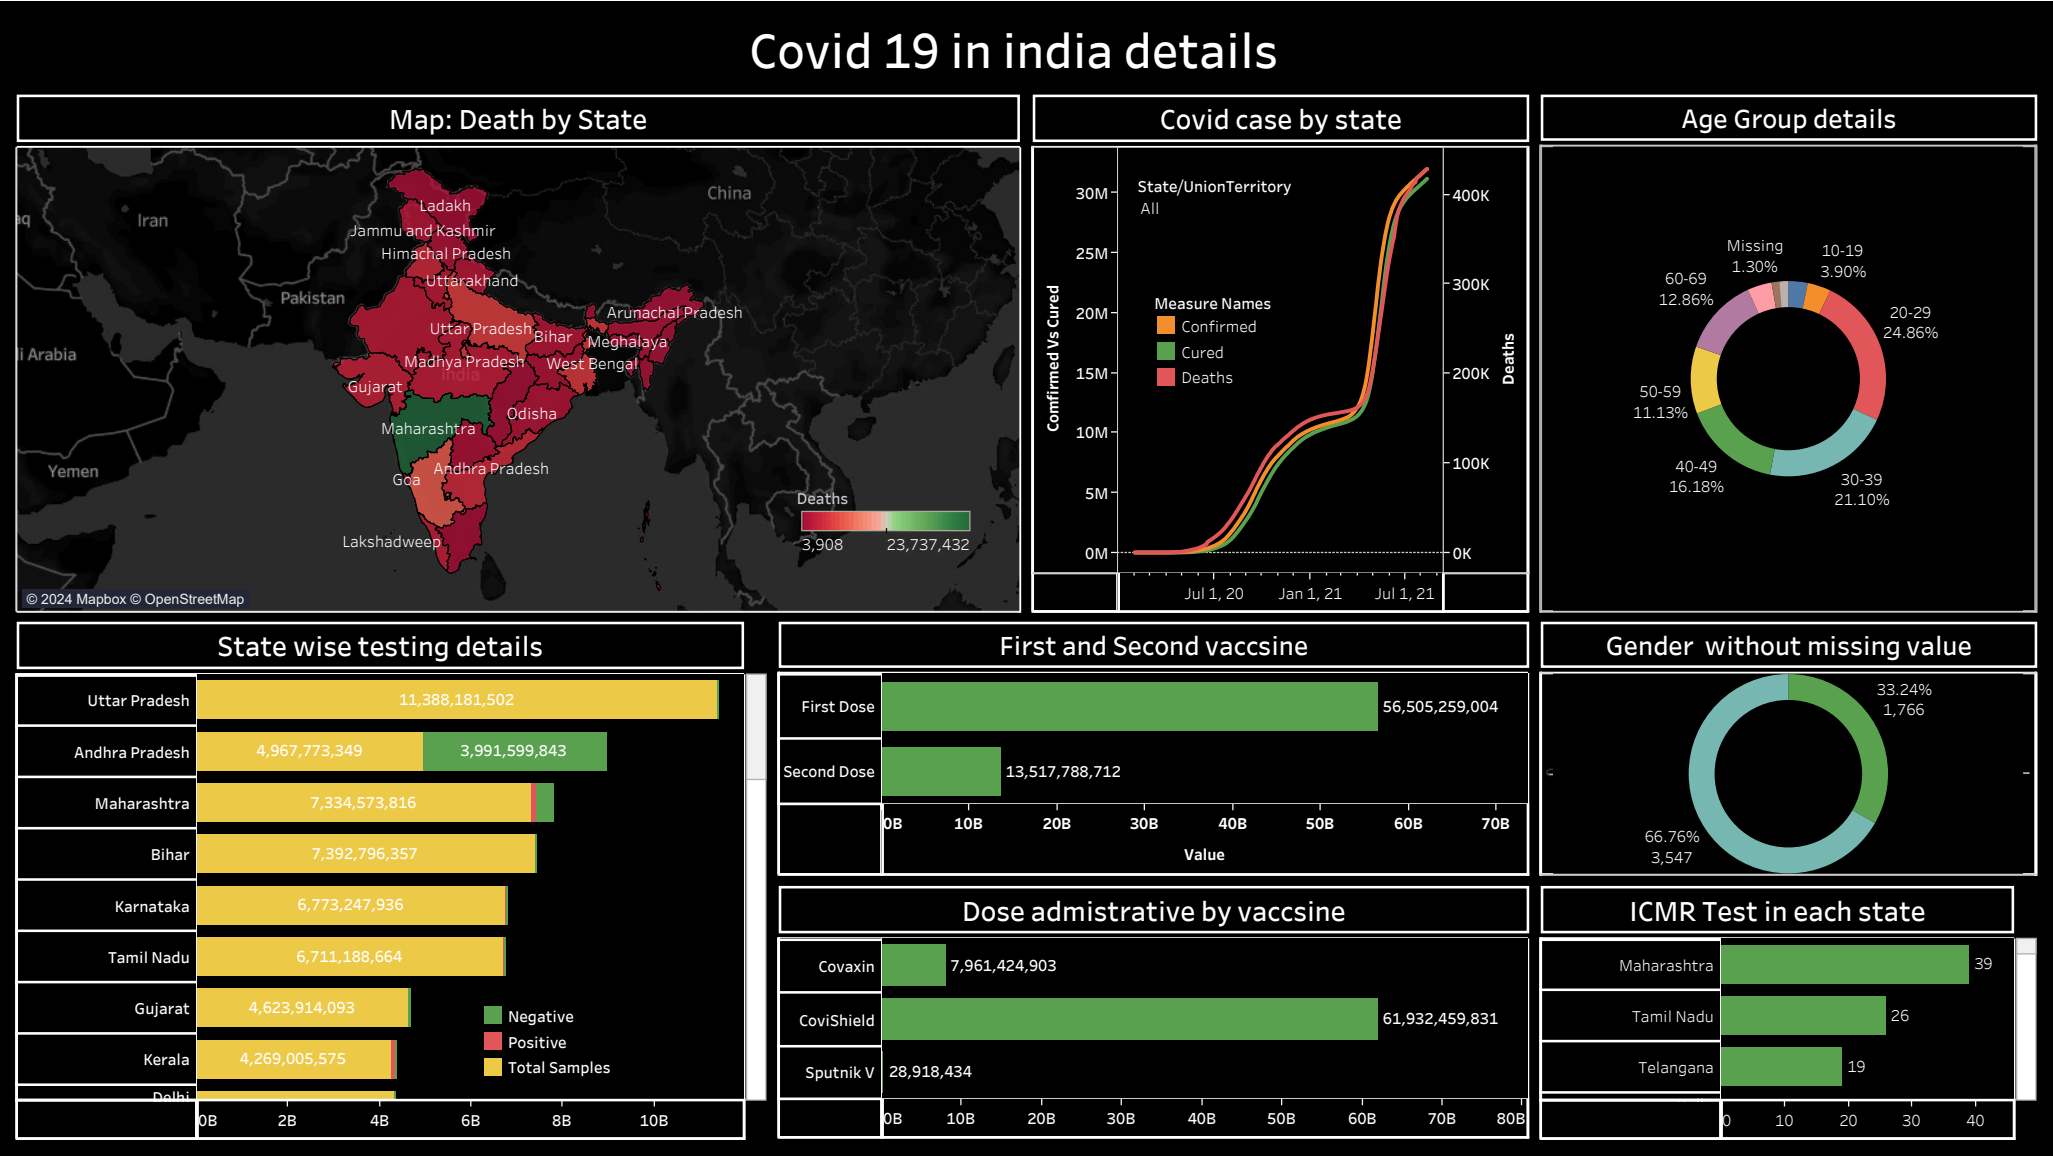 Covid 19 in india details
Map: Death by State
Covid case by state
Age Group details
China
Iran
Pakistan
India
Yemen
li Arabia
aq
Ladakh
Jammu and Kashmir
Himachal Pradesh
Uttarakhand
Arunachal Pradesh
Uttar Pradesh
Bihar
Meghalaya
Madhya Pradesh
West Bengal
Gujarat
Odisha
Maharashtra
Andhra Pradesh
Goa
Lakshadweep
Deaths
3,908
23,737,432
© 2024 Mapbox © OpenStreetMap
Comfirmed Vs Cured
30M
25M
20M
15M
10M
5M
0M
State/UnionTerritory
All
Measure Names
Confirmed
Cured
Deaths
400K
300K
200K
100K
0K
Deaths
Jul 1, 20
Jan 1, 21
Jul 1, 21
Missing
1.30%
10-19
3.90%
20-29
24.86%
30-39
21.10%
40-49
16.18%
50-59
11.13%
60-69
12.86%
State wise testing details
Uttar Pradesh
11,388,181,502
Andhra Pradesh
4,967,773,349
3,991,599,843
Maharashtra
7,334,573,816
Bihar
7,392,796,357
Karnataka
6,773,247,936
Tamil Nadu
6,711,188,664
Gujarat
4,623,914,093
Kerala
4,269,005,575
Delhi
Negative
Positive
Total Samples
0B
2B
4B
6B
8B
10B
First and Second vaccsine
First Dose
56,505,259,004
Second Dose
13,517,788,712
0B
10B
20B
30B
40B
50B
60B
70B
Value
Dose admistrative by vaccsine
Covaxin
7,961,424,903
CoviShield
61,932,459,831
Sputnik V
28,918,434
0B
10B
20B
30B
40B
50B
60B
70B
80B
Gender  without missing value
33.24%
1,766
66.76%
3,547
ICMR Test in each state
Maharashtra
39
Tamil Nadu
26
Telangana
19
0
10
20
30
40